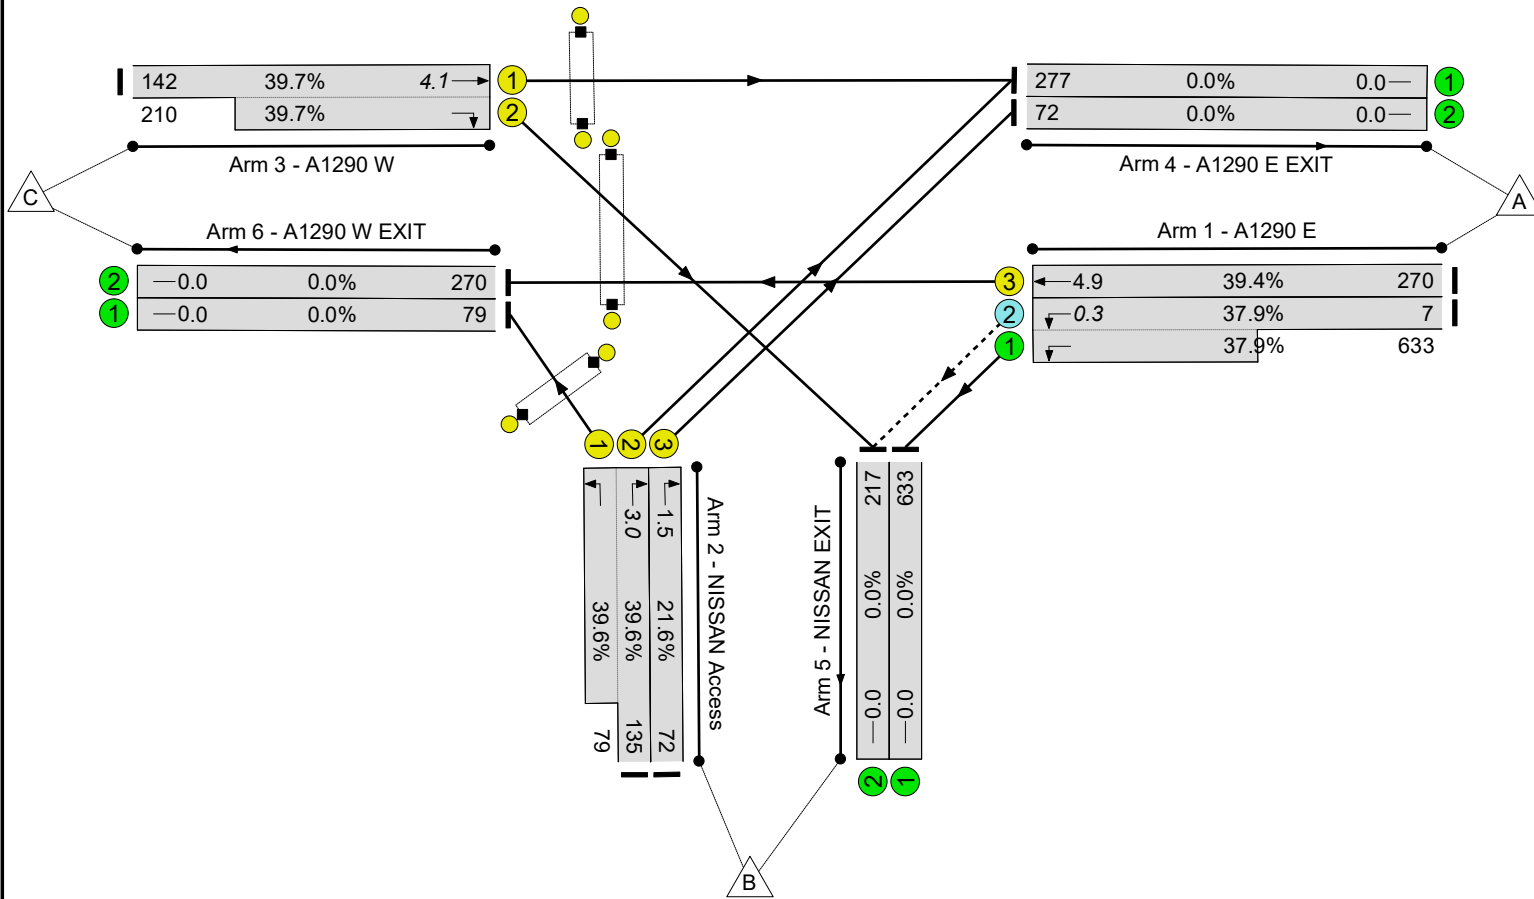 142 39.7% 4.1 1
210 39.7% 2
Arm 3 - A1290 W
277 0.0% 0.0 1
72 0.0% 0.0 2
Arm 4 - A1290 E EXIT
C
A
Arm 6 - A1290 W EXIT
2 0.0 0.0% 270
1 0.0 0.0% 79
Arm 1 - A1290 E
3 4.9 39.4% 270
2 0.3 37.9% 7
1 37.9% 633
1 2 3
39.6% 79
3.0 39.6% 135
1.5 21.6% 72
Arm 2 - NISSAN Access
Arm 5 - NISSAN EXIT
217 0.0% 0.0 2
633 0.0% 0.0 1
B